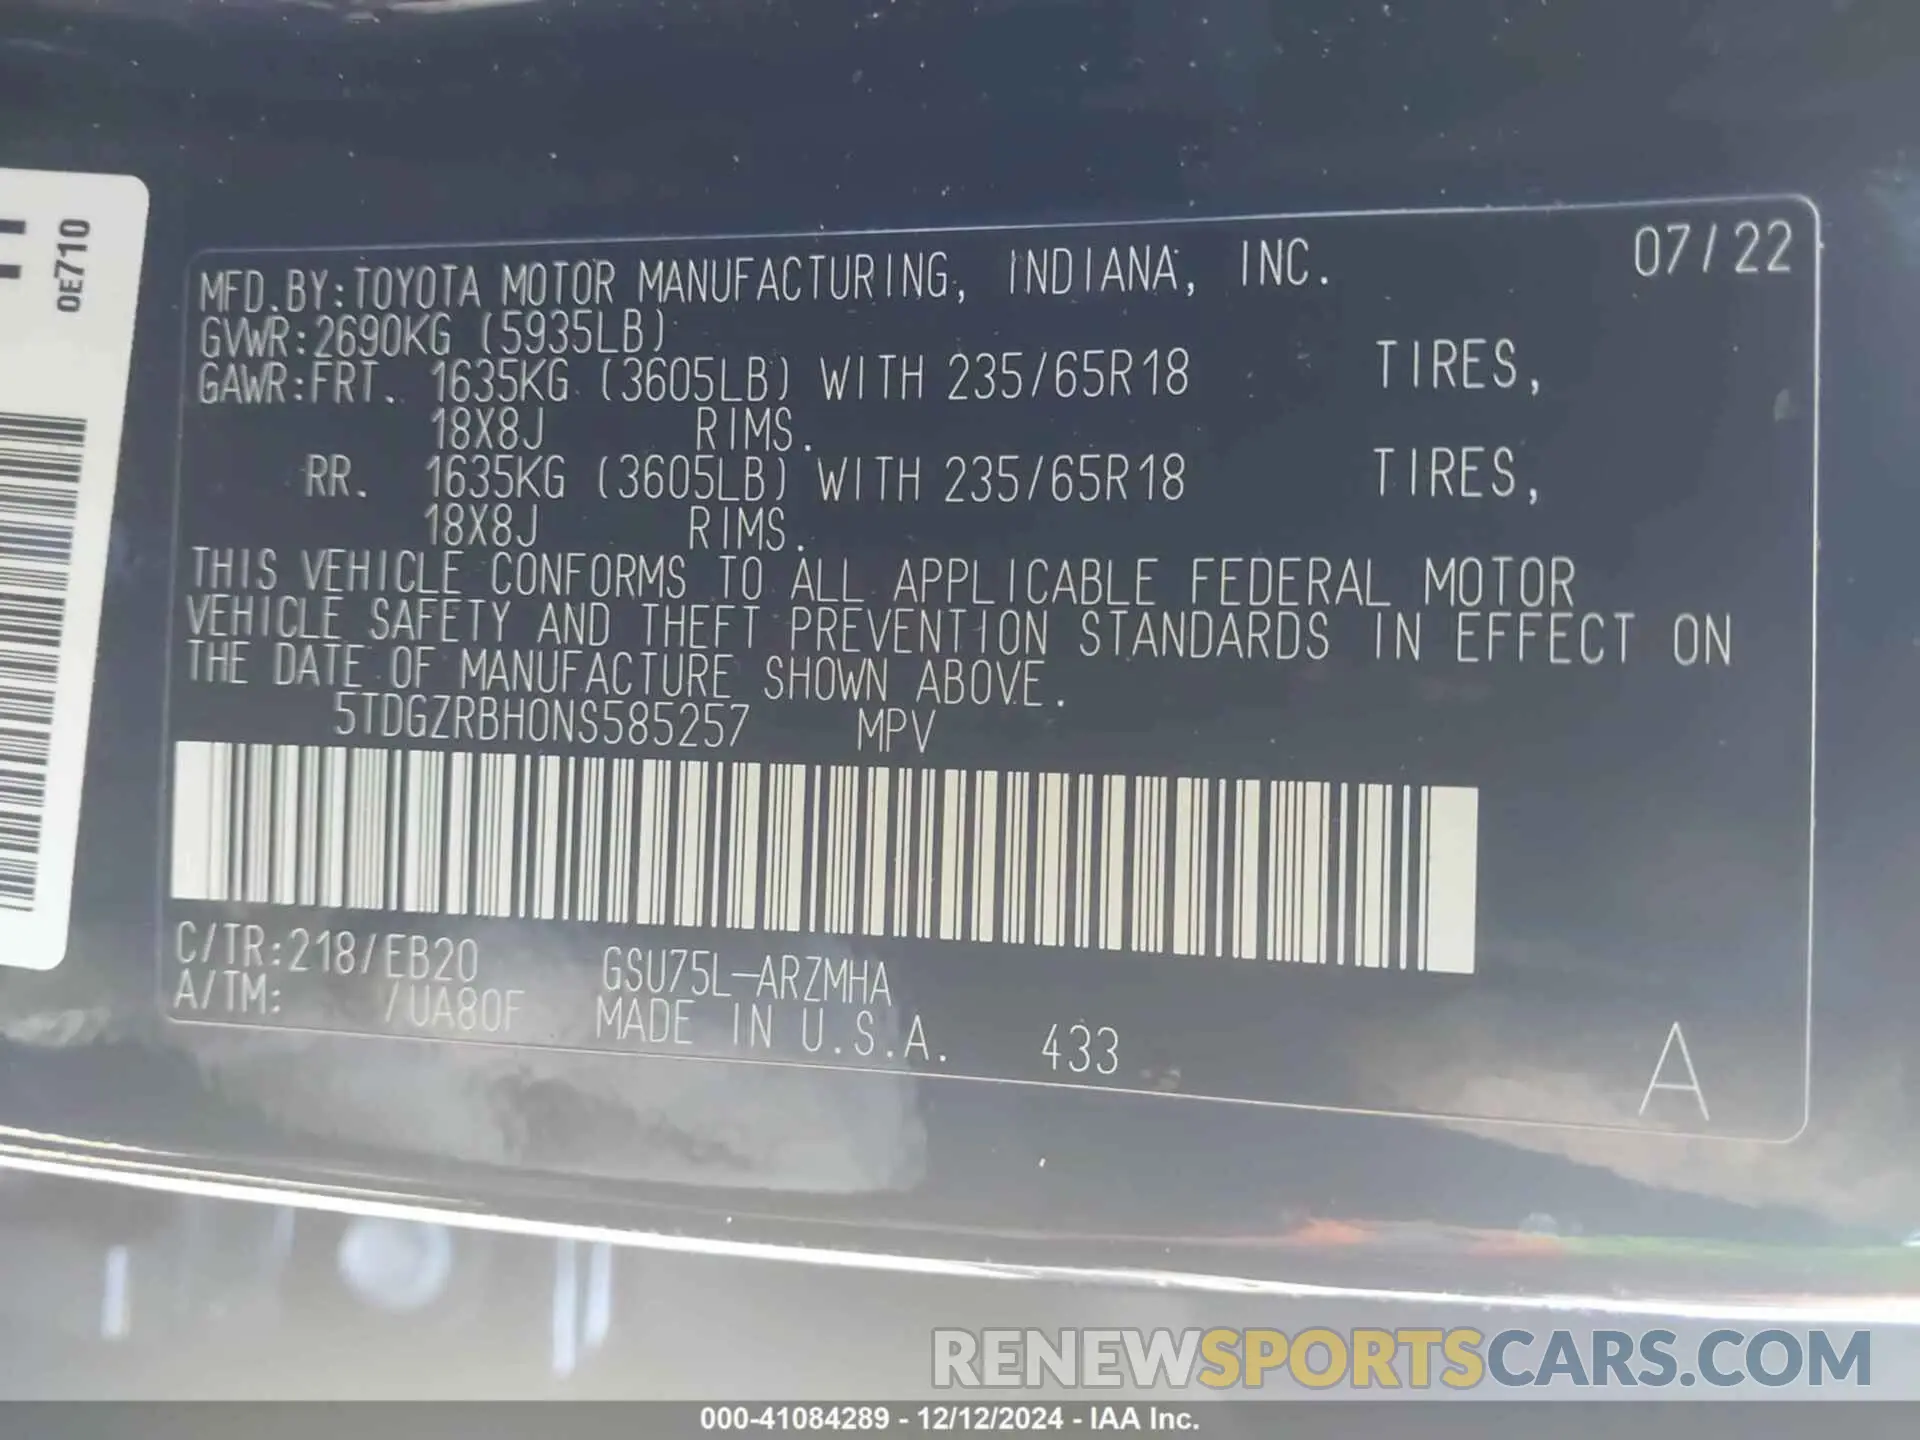 0E710
MFD.BY:TOYOTA MOTOR MANUFACTURING, INDIANA, INC. 07/22
GVWR:2690KG (5935LB)
GAWR:FRT. 1635KG (3605LB) WITH 235/65R18 TIRES,
18X8J RIMS.
RR. 1635KG (3605LB) WITH 235/65R18 TIRES,
18X8J RIMS.
THIS VEHICLE CONFORMS TO ALL APPLICABLE FEDERAL MOTOR
VEHICLE SAFETY AND THEFT PREVENTION STANDARDS IN EFFECT ON
THE DATE OF MANUFACTURE SHOWN ABOVE.
5TDGZRBH0NS585257 MPV
C/TR:218/EB20 GSU75L-ARZMHA
A/TM: /UA80F MADE IN U.S.A. 433
A
RENEWSPORTSCARS.COM
000-41084289 - 12/12/2024 - IAA Inc.